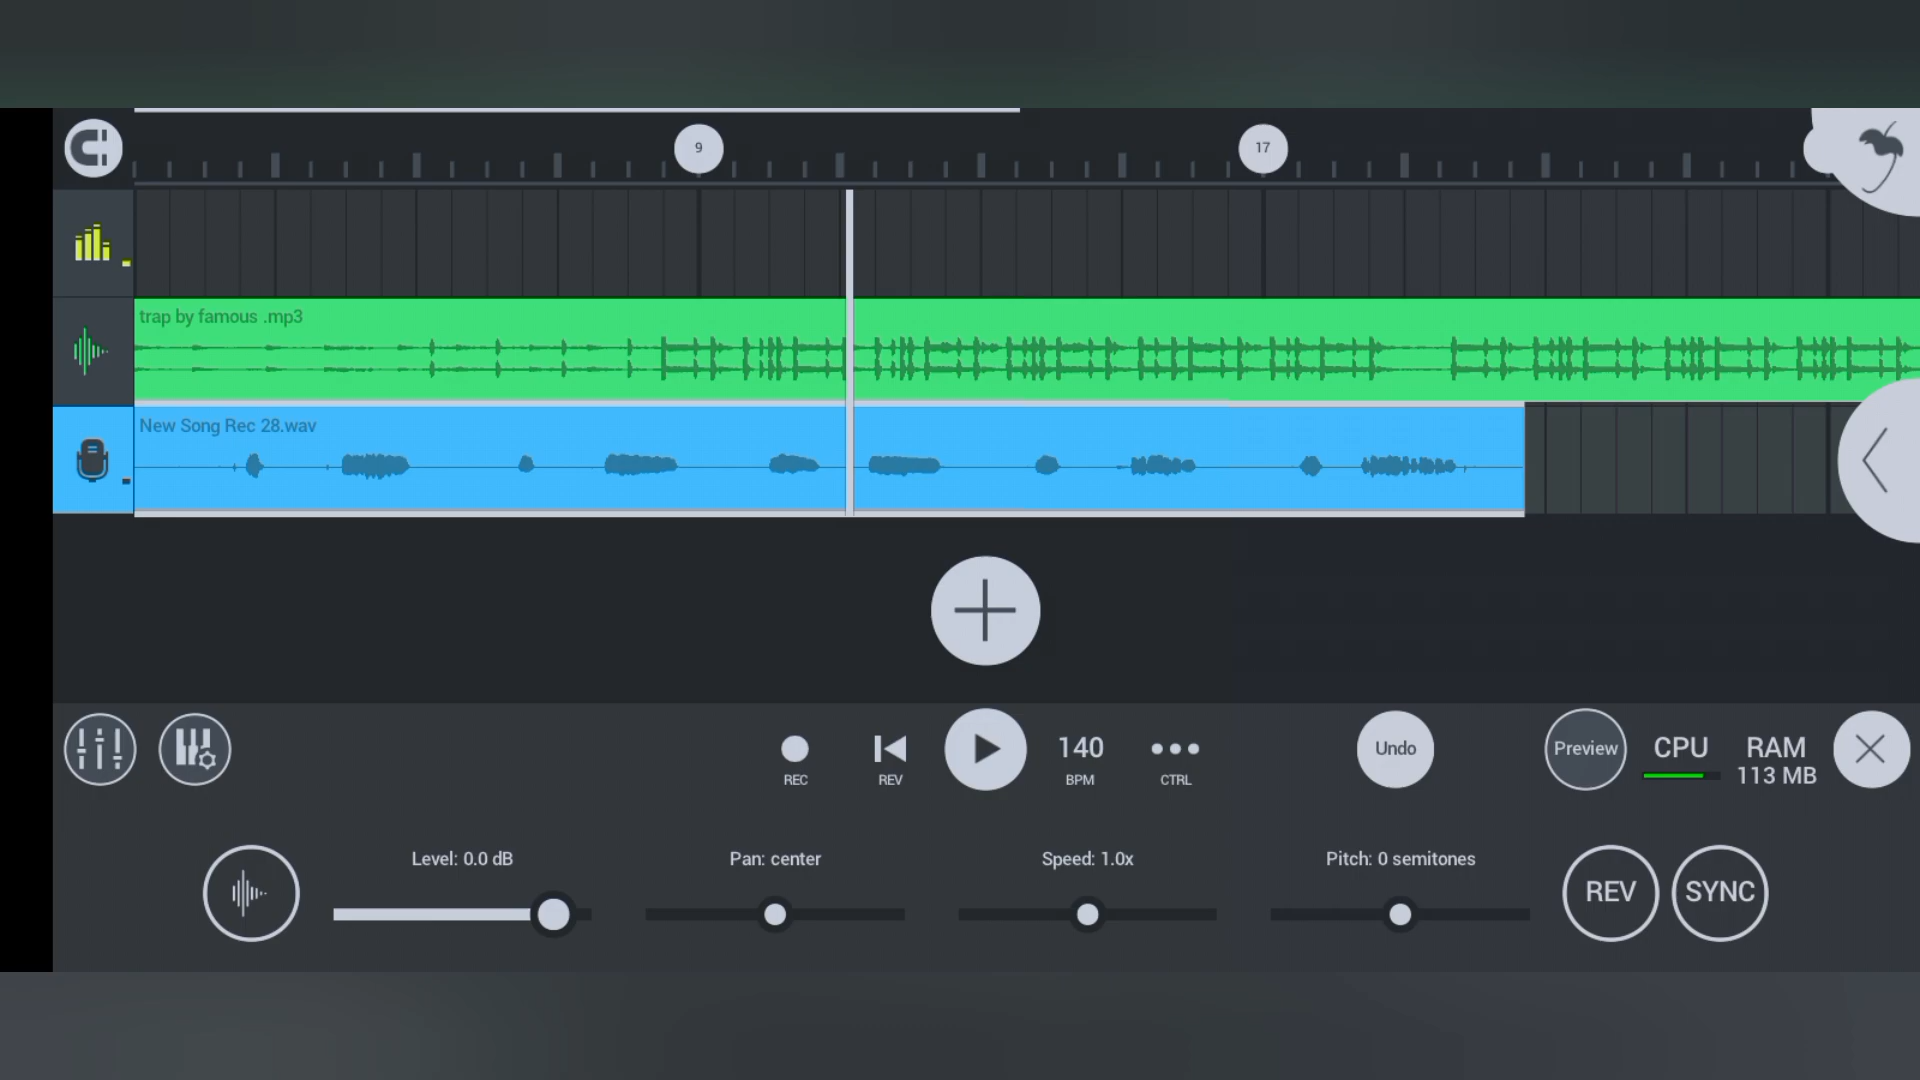 9
17
trap by famous .mp3
New Song Rec 28.wav
REC
REV
140
BPM
CTRL
Undo
Preview
CPU
RAM
113 MB
Level: 0.0 dB
Pan: center
Speed: 1.0x
Pitch: 0 semitones
REV
SYNC